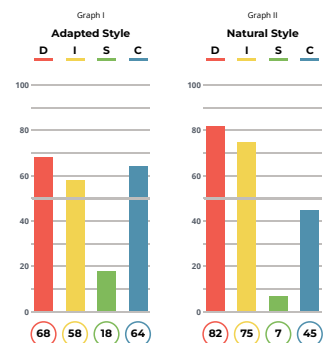 Graph I
Adapted Style
D I S C
100
80
60
40
20
0
68 58 18 64
Graph II
Natural Style
D I S C
100
80
60
40
20
0
82 75 7 45